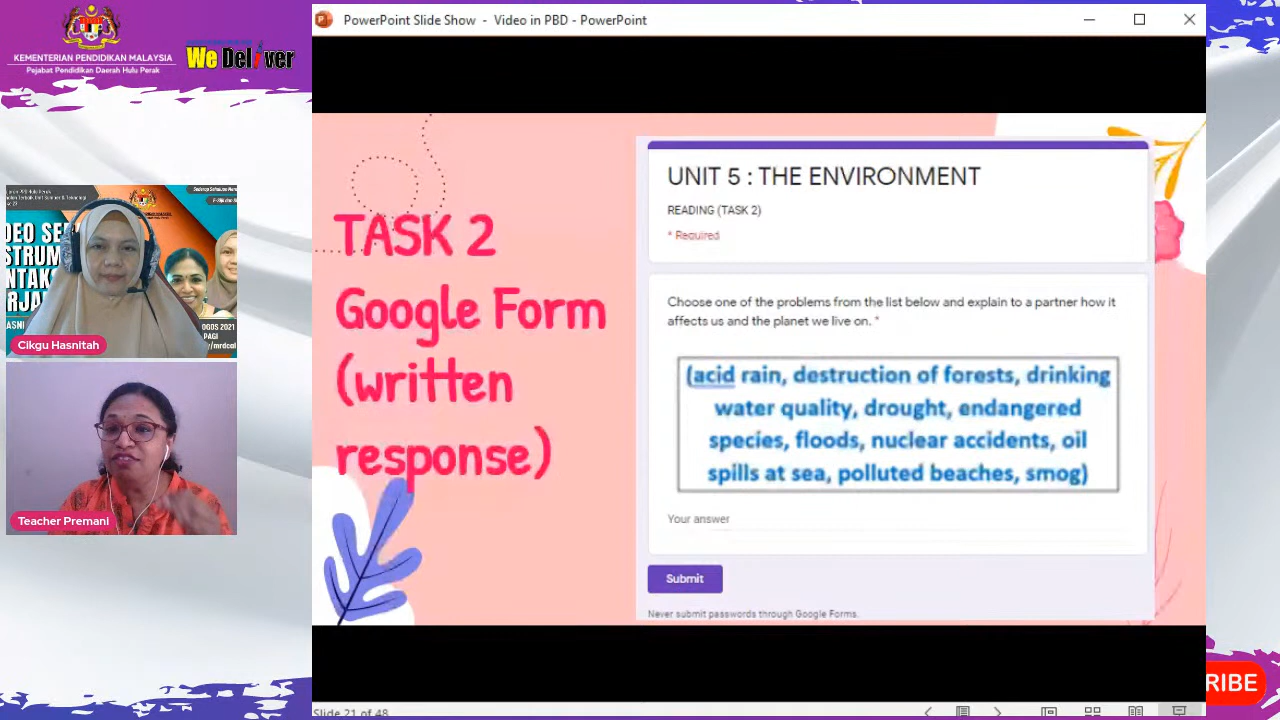 KEMENTERIAN PENDIDIKAN MALAYSIA
Pejabat Pendidikan Daerah Hulu Perak
We Deliver
PowerPoint Slide Show - Video in PBD - PowerPoint
TASK 2
Google Form
(written
response)
UNIT 5 : THE ENVIRONMENT
READING (TASK 2)
* Required
Choose one of the problems from the list below and explain to a partner how it
affects us and the planet we live on. *
(acid rain, destruction of forests, drinking
water quality, drought, endangered
species, floods, nuclear accidents, oil
spills at sea, polluted beaches, smog)
Your answer
Submit
Never submit passwords through Google Forms.
Cikgu Hasnitah
Teacher Premani
Slide 21 of 48
RIBE